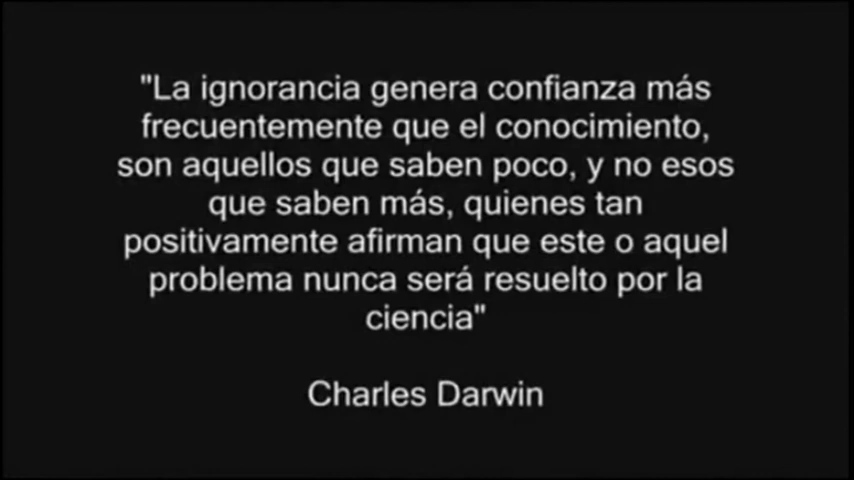 "La ignorancia genera confianza más
frecuentemente que el conocimiento,
son aquellos que saben poco, y no esos
que saben más, quienes tan
positivamente afirman que este o aquel
problema nunca será resuelto por la
ciencia"
Charles Darwin